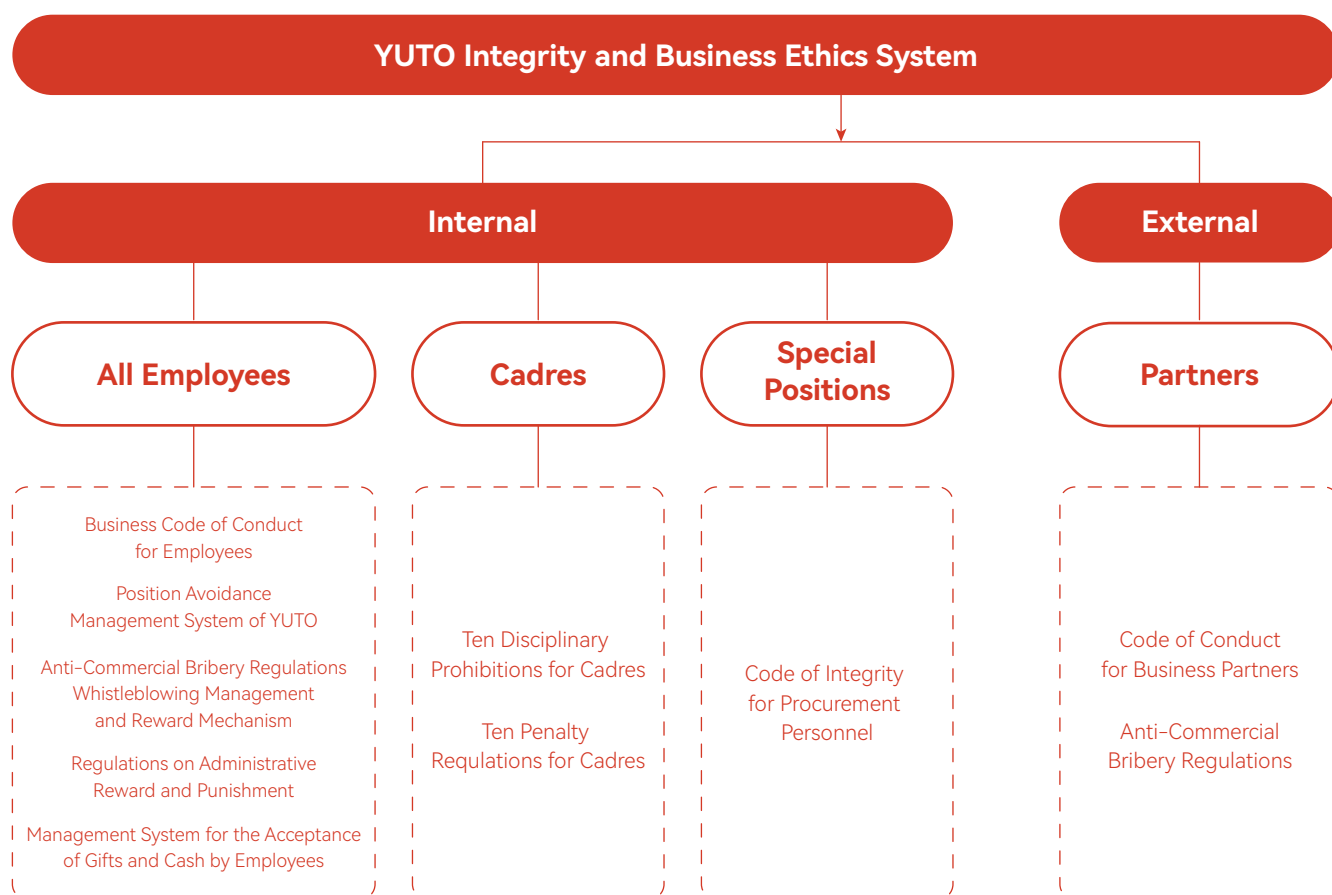 YUTO Integrity and Business Ethics System
Internal
External
All Employees
Cadres
Special
Positions
Partners
Business Code of Conduct
for Employees
Position Avoidance
Management System of YUTO
Anti-Commercial Bribery Regulations
Whistleblowing Management
and Reward Mechanism
Regulations on Administrative
Reward and Punishment
Management System for the Acceptance
of Gifts and Cash by Employees
Ten Disciplinary
Prohibitions for Cadres
Ten Penalty
Requlations for Cadres
Code of Integrity
for Procurement
Personnel
Code of Conduct
for Business Partners
Anti-Commercial
Bribery Regulations